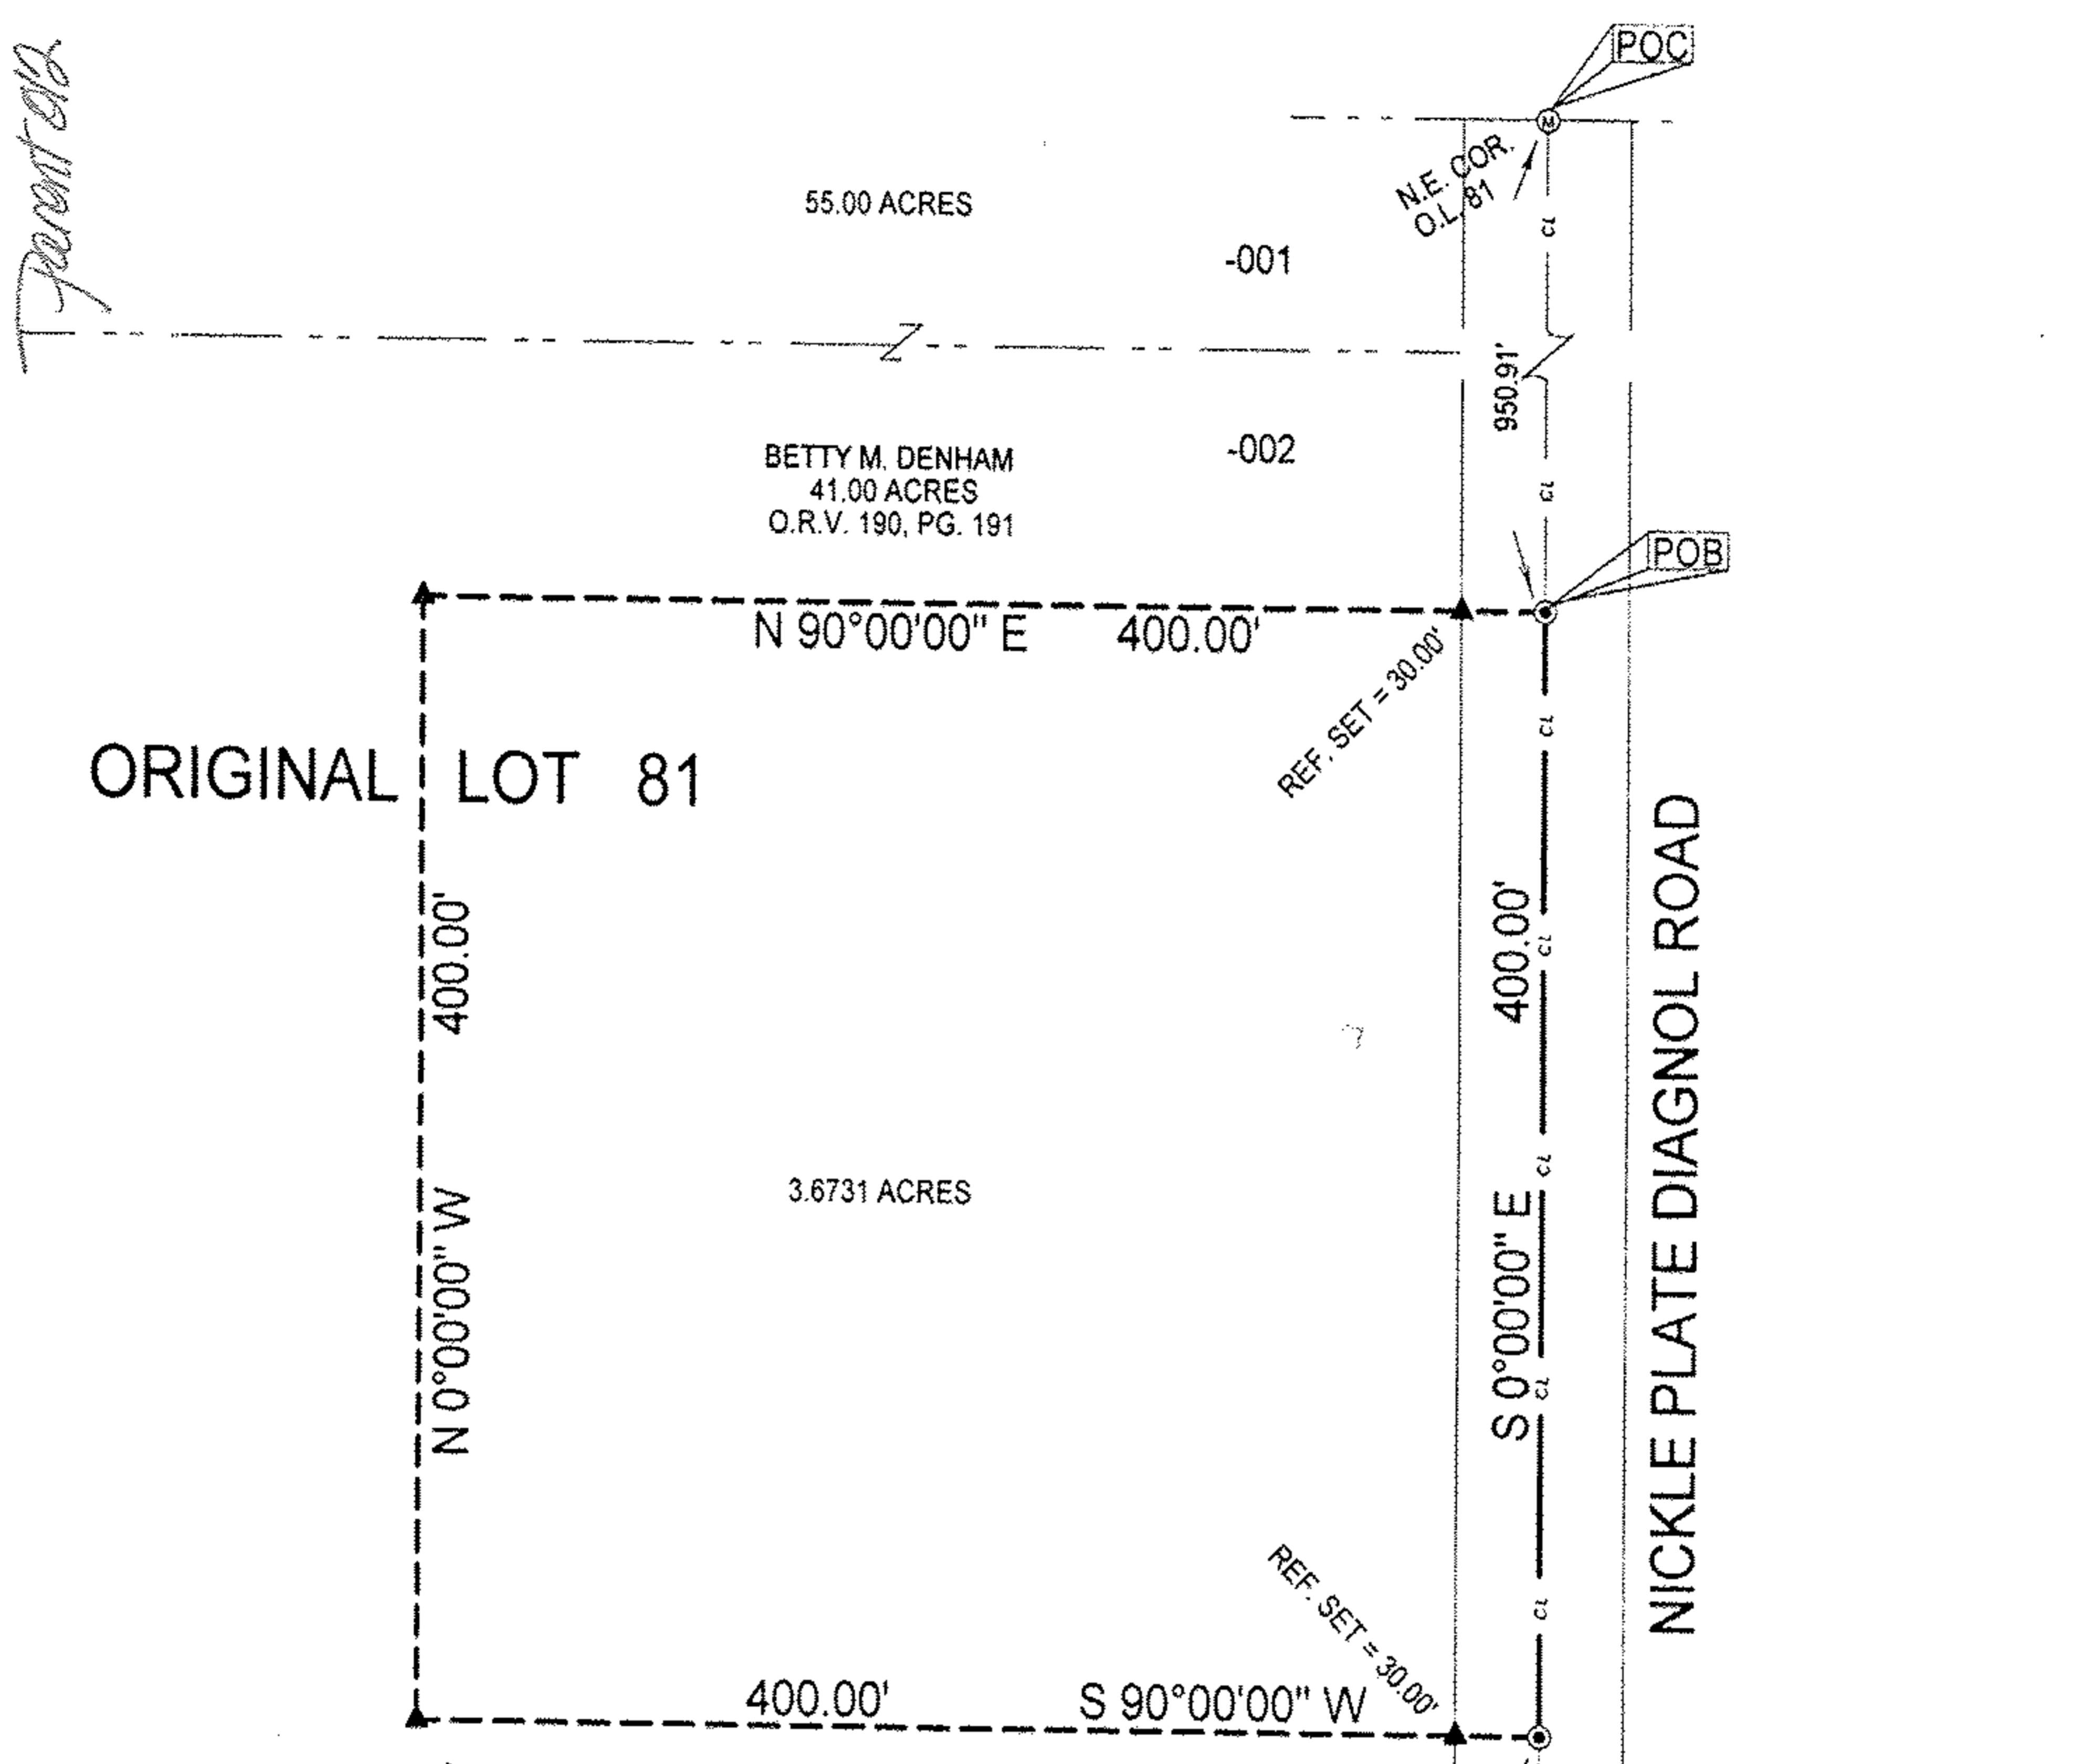 POC
N.E. COR.
O.L. 81
55.00 ACRES
-001
950.91'
BETTY M. DENHAM
41.00 ACRES
O.R.V. 190, PG. 191
-002
POB
N 90°00'00" E 400.00'
REF. SET = 30.00'
ORIGINAL LOT 81
400.00'
N 0°00'00" W
3.6731 ACRES
400.00'
S 0°00'00" E
NICKLE PLATE DIAGNOL ROAD
REF. SET = 30.00'
400.00' S 90°00'00" W
M
CL
CL
CL
CL
CL
CL
CL